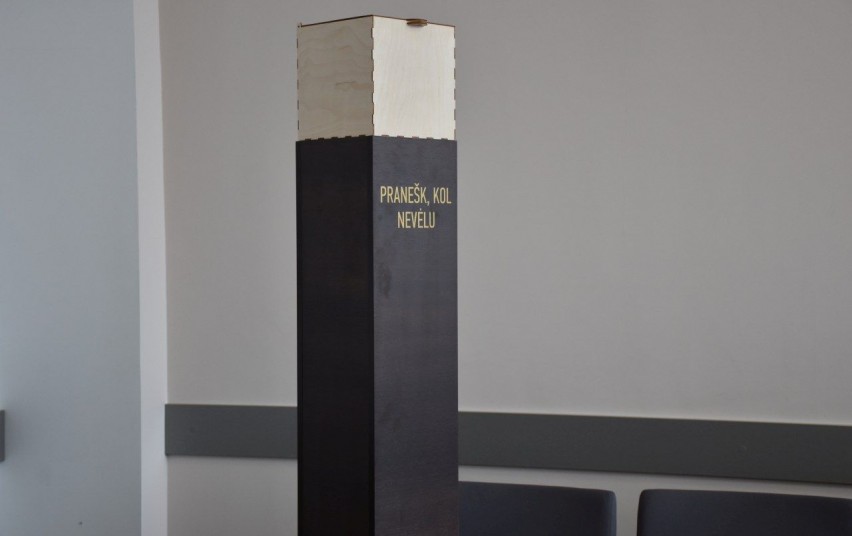 PRANEŠK, KOL
NEVĖLU